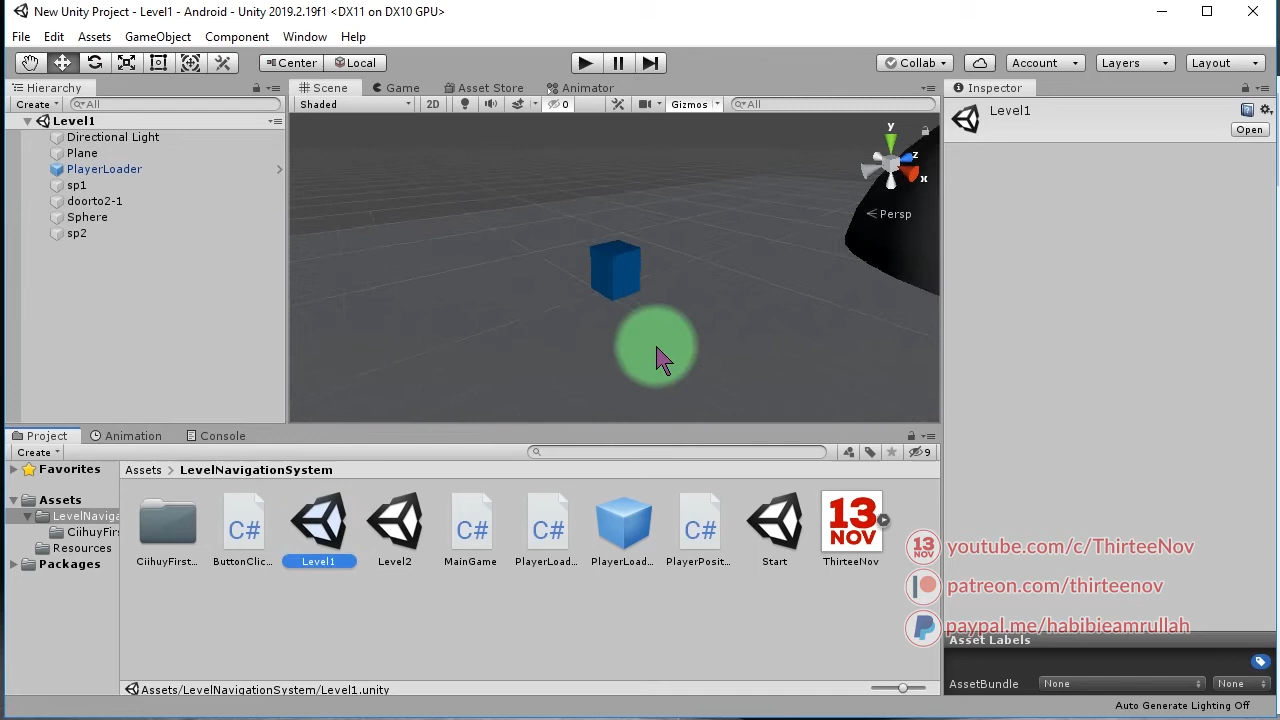 New Unity Project - Level1 - Android - Unity 2019.2.19f1 <DX11 on DX10 GPU>
File Edit Assets GameObject Component Window Help
Center Local Collab Account Layers Layout
Hierarchy Scene Game Asset Store Animator Inspector
Create All Shaded 2D 0 Gizmos All
Level1
Open
Level1
Directional Light
Plane
PlayerLoader
sp1
doorto2-1
Sphere
sp2
y
z
x
Persp
Project Animation Console
Create 9
Favorites
Assets
LevelNaviga
CiihuyFirs
Resources
Packages
Assets LevelNavigationSystem
C# C# C# C# 13 NOV
CiihuyFirst... ButtonClic... Level1 Level2 MainGame PlayerLoad... PlayerLoad... PlayerPosit... Start ThirteeNov
13 NOV youtube.com/c/ThirteeNov
patreon.com/thirteenov
paypal.me/habibieamrullah
Asset Labels
AssetBundle None None
Assets/LevelNavigationSystem/Level1.unity
Auto Generate Lighting Off